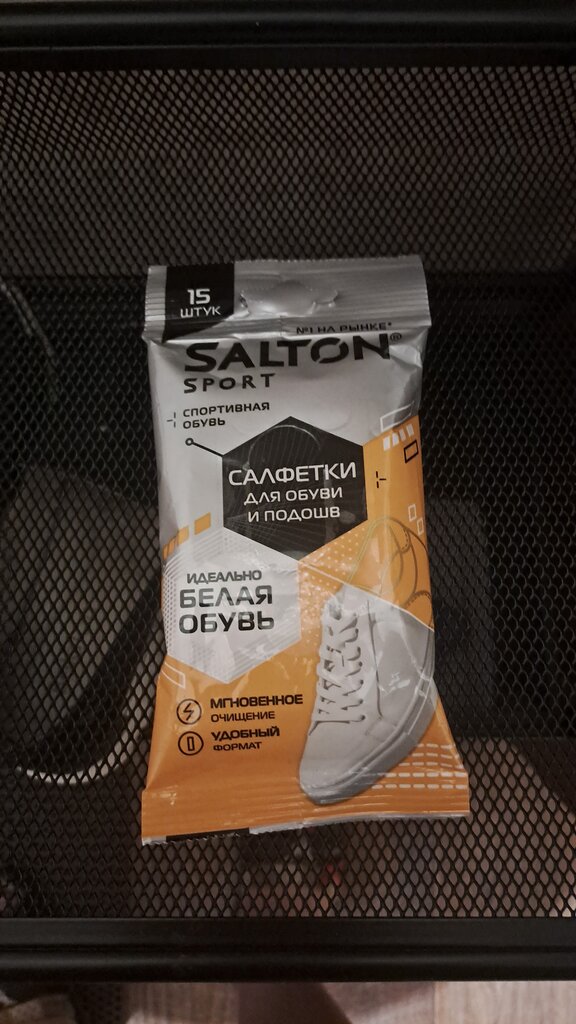 15
ШТУК
№1 НА РЫНКЕ*
SALTON®
SPORT
СПОРТИВНАЯ
ОБУВЬ
САЛФЕТКИ
ДЛЯ ОБУВИ
И ПОДОШВ
ИДЕАЛЬНО
БЕЛАЯ
ОБУВЬ
МГНОВЕННОЕ
ОЧИЩЕНИЕ
УДОБНЫЙ
ФОРМАТ